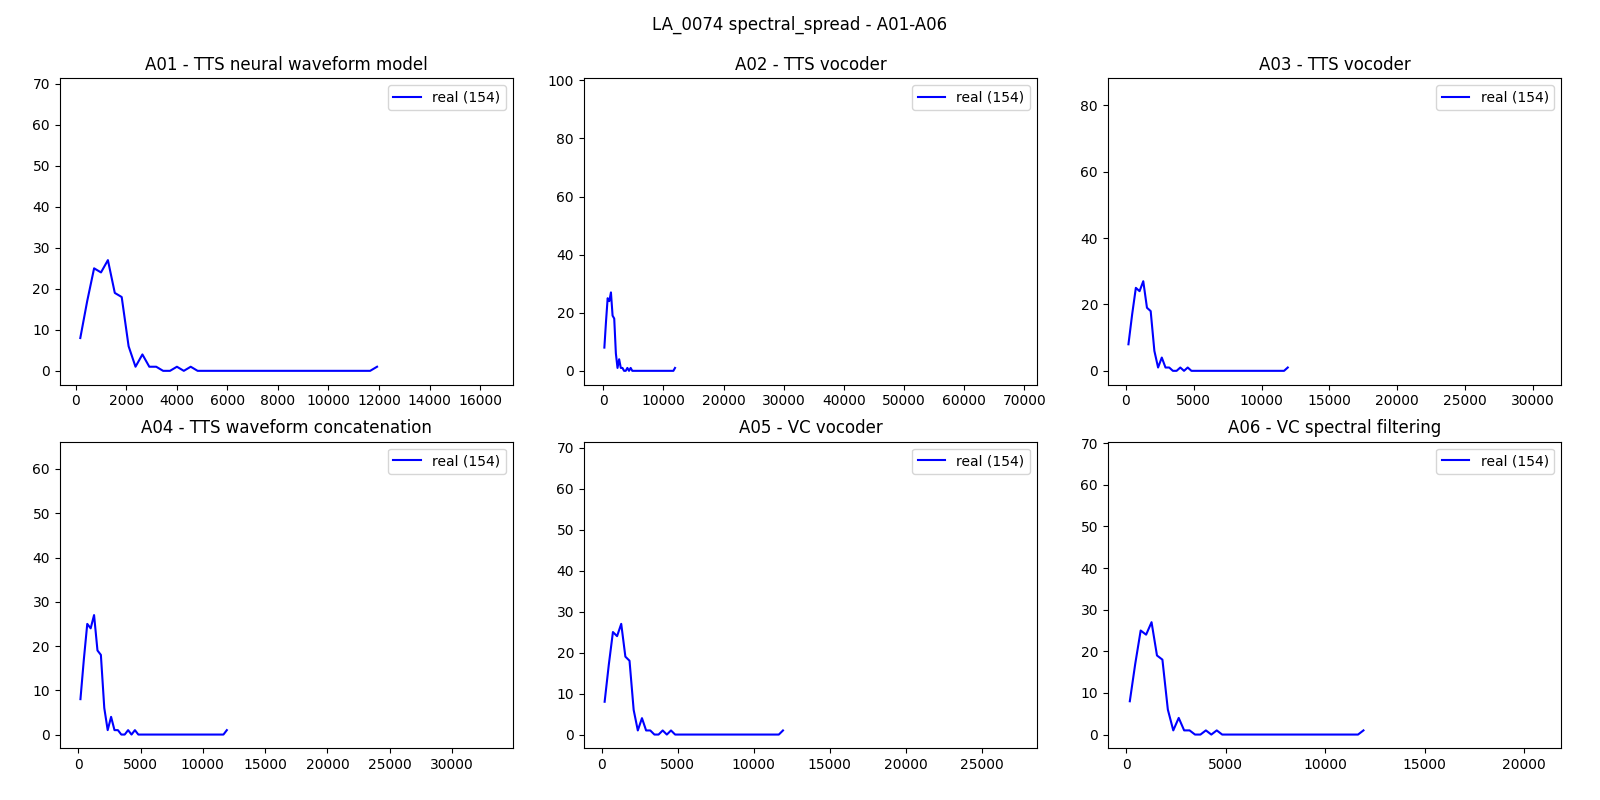 LA_0074 spectral_spread - A01-A06
A01 - TTS neural waveform model
70
60
50
40
30
20
10
0
real (154)
0 2000 4000 6000 8000 10000 12000 14000 16000
A02 - TTS vocoder
100
80
60
40
20
0
real (154)
0 10000 20000 30000 40000 50000 60000 70000
A03 - TTS vocoder
80
60
40
20
0
real (154)
0 5000 10000 15000 20000 25000 30000
A04 - TTS waveform concatenation
60
50
40
30
20
10
0
real (154)
0 5000 10000 15000 20000 25000 30000
A05 - VC vocoder
70
60
50
40
30
20
10
0
real (154)
0 5000 10000 15000 20000 25000
A06 - VC spectral filtering
70
60
50
40
30
20
10
0
real (154)
0 5000 10000 15000 20000